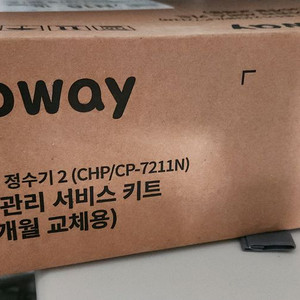 oway
정수기 2 (CHP/CP-7211N)
관리 서비스 키트
개월 교체용)